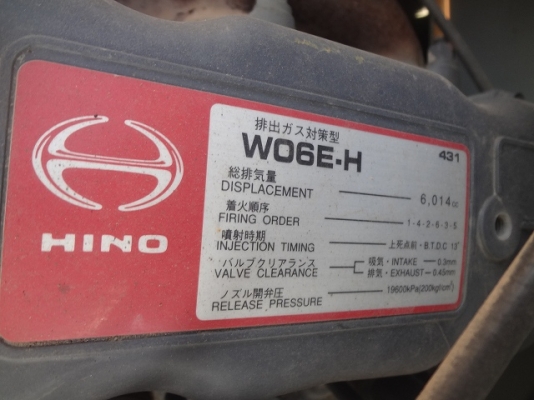 HINO
排出ガス対策型
W06E-H 431
総排気量
DISPLACEMENT 6,014cc
着火順序
FIRING ORDER 1-4-2-6-3-5
噴射時期
INJECTION TIMING 上死点前・B.T.D.C 13°
バルブクリアランス 吸気・INTAKE 0.3mm
VALVE CLEARANCE 排気・EXHAUST 0.45mm
ノズル開弁圧
RELEASE PRESSURE 19600kPa(200kgf/cm²)